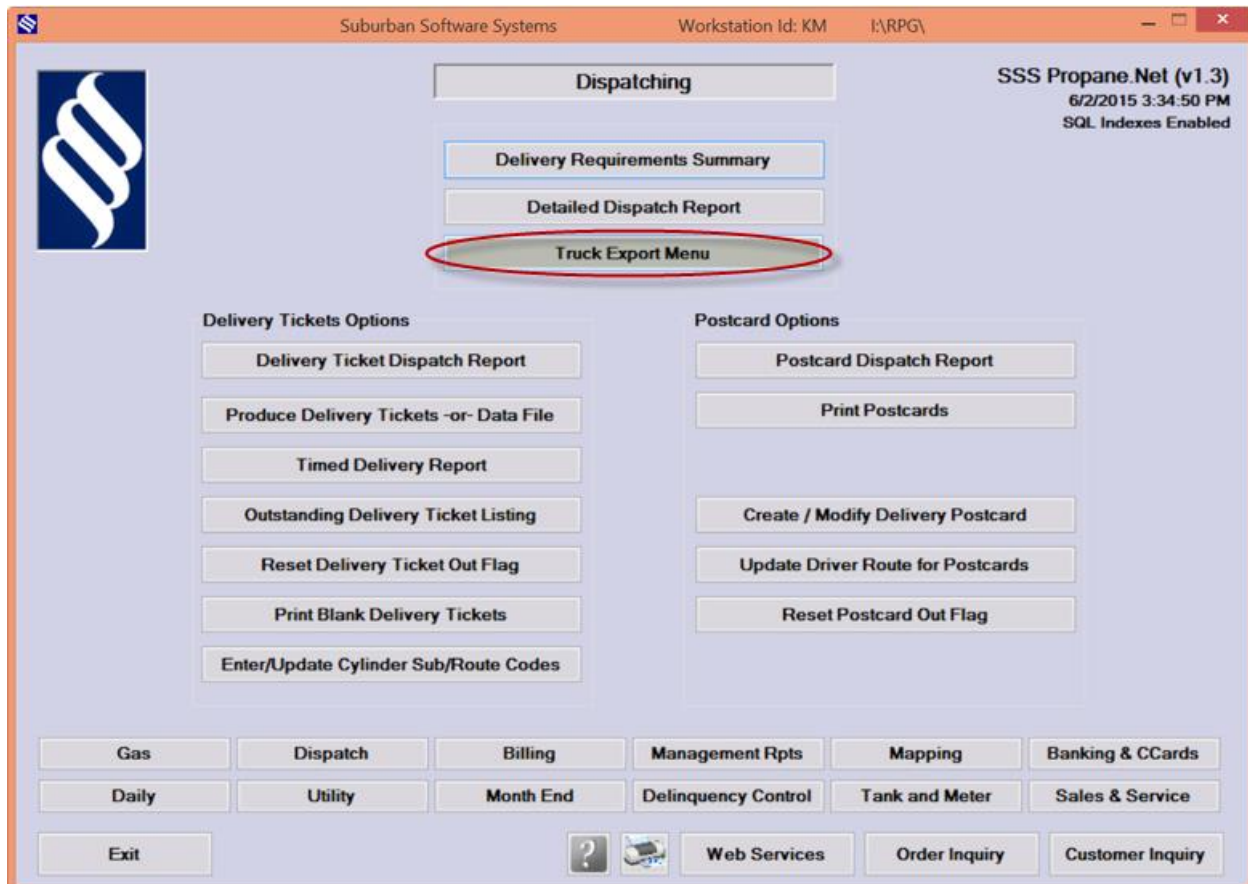 Suburban Software Systems Workstation Id: KM I:\RPG\
Dispatching
SSS Propane.Net (v1.3)
6/2/2015 3:34:50 PM
SQL Indexes Enabled
Delivery Requirements Summary
Detailed Dispatch Report
Truck Export Menu
Delivery Tickets Options
Delivery Ticket Dispatch Report
Produce Delivery Tickets -or- Data File
Timed Delivery Report
Outstanding Delivery Ticket Listing
Reset Delivery Ticket Out Flag
Print Blank Delivery Tickets
Enter/Update Cylinder Sub/Route Codes
Postcard Options
Postcard Dispatch Report
Print Postcards
Create / Modify Delivery Postcard
Update Driver Route for Postcards
Reset Postcard Out Flag
Gas Dispatch Billing Management Rpts Mapping Banking & CCards
Daily Utility Month End Delinquency Control Tank and Meter Sales & Service
Exit ? Web Services Order Inquiry Customer Inquiry